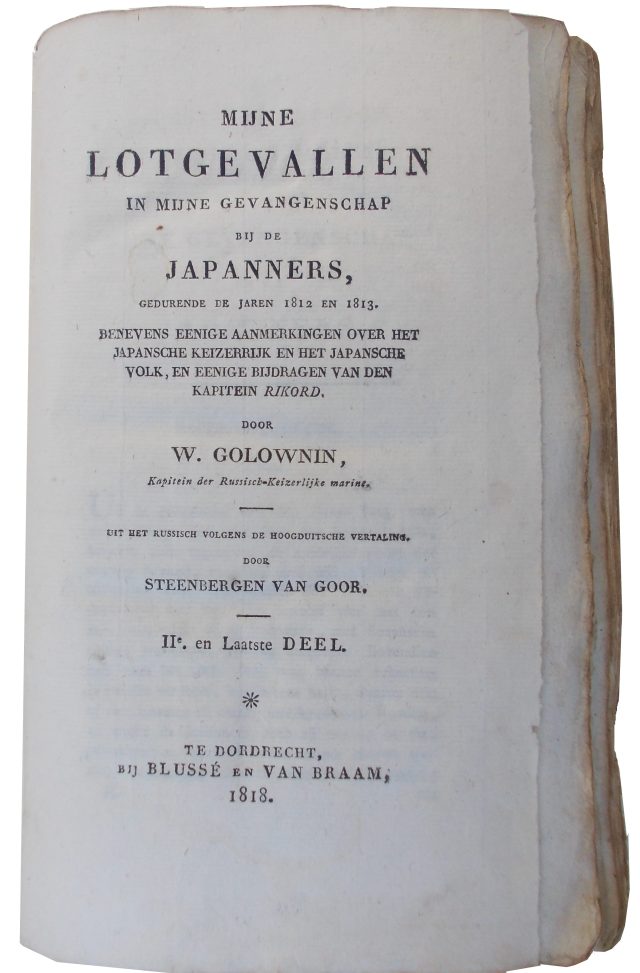 MIJNE
LOTGEVALLEN
IN MIJNE GEVANGENSCHAP
BIJ DE
JAPANNERS,
GEDURENDE DE JAREN 1812 EN 1813.
BENEVENS EENIGE AANMERKINGEN OVER HET
JAPANSCHE KEIZERRIJK EN HET JAPANSCHE
VOLK, EN EENIGE BIJDRAGEN VAN DEN
KAPITEIN RIKORD.
DOOR
W. GOLOWNIN,
Kapitein der Russisch-Keizerlijke marine.
UIT HET RUSSISCH VOLGENS DE HOOGDUITSCHE VERTALING.
DOOR
STEENBERGEN VAN GOOR.
IIe. en Laatste DEEL.
TE DORDRECHT,
BIJ BLUSSÉ EN VAN BRAAM,
1818.